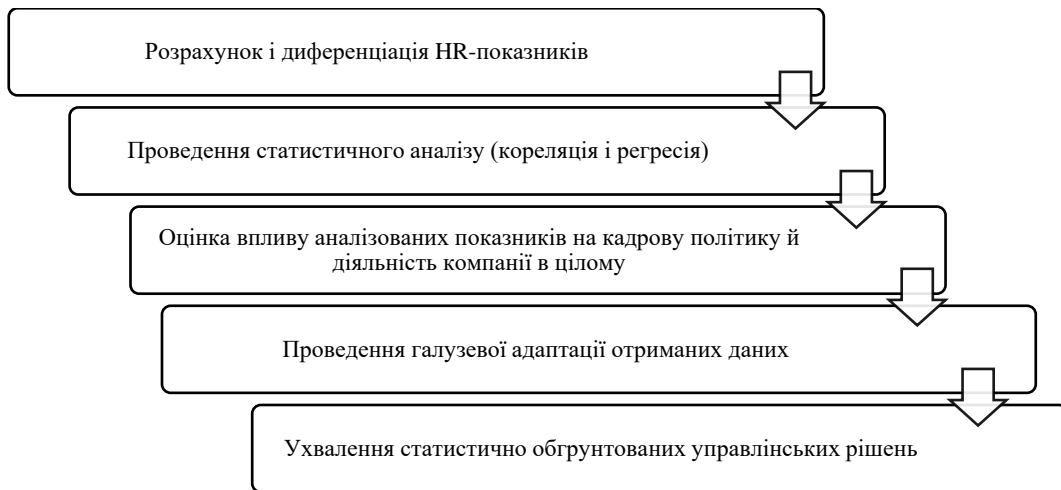 Розрахунок і диференціація HR-показників
Проведення статистичного аналізу (кореляція і регресія)
Оцінка впливу аналізованих показників на кадрову політику й
діяльність компанії в цілому
Проведення галузевої адаптації отриманих даних
Ухвалення статистично обгрунтованих управлінських рішень